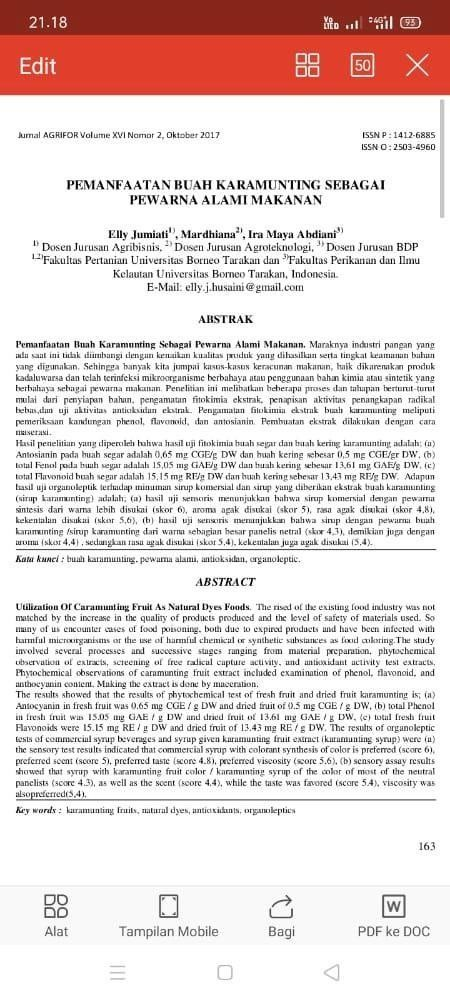 21.18
Vo LTED 4G+ 93
Edit
50
Jurnal AGRIFOR Volume XVI Nomor 2, Oktober 2017
ISSN P : 1412-6885
ISSN O : 2503-4960
PEMANFAATAN BUAH KARAMUNTING SEBAGAI
PEWARNA ALAMI MAKANAN
Elly Jumiati1), Mardhiana2), Ira Maya Abdiani3)
1) Dosen Jurusan Agribisnis, 2) Dosen Jurusan Agroteknologi, 3) Dosen Jurusan BDP
1,2)Fakultas Pertanian Universitas Borneo Tarakan dan 3)Fakultas Perikanan dan Ilmu
Kelautan Universitas Borneo Tarakan, Indonesia.
E-Mail: elly.j.husaini@gmail.com
ABSTRAK
Pemanfaatan Buah Karamunting Sebagai Pewarna Alami Makanan. Maraknya industri pangan yang
ada saat ini tidak diimbangi dengan kenaikan kualitas produk yang dihasilkan serta tingkat keamanan bahan
yang digunakan. Sehingga banyak kita jumpai kasus-kasus keracunan makanan, baik dikarenakan produk
kadaluwarsa dan telah terinfeksi mikroorganisme berbahaya atau penggunaan bahan kimia atau sintetik yang
berbahaya sebagai pewarna makanan. Penelitian ini melibatkan beberapa proses dan tahapan berturut-turut
mulai dari penyiapan bahan, pengamatan fitokimia ekstrak, penapisan aktivitas penangkapan radikal
bebas,dan uji aktivitas antioksidan ekstrak. Pengamatan fitokimia ekstrak buah karamunting meliputi
pemeriksaan kandungan phenol, flavonoid, dan antosianin. Pembuatan ekstrak dilakukan dengan cara
maserasi.
Hasil penelitian yang diperoleh bahwa hasil uji fitokimia buah segar dan buah kering karamunting adalah; (a)
Antosianin pada buah segar adalah 0,65 mg CGE/g DW dan buah kering sebesar 0,5 mg CGE/gr DW, (b)
total Fenol pada buah segar adalah 15,05 mg GAE/g DW dan buah kering sebesar 13,61 mg GAE/g DW, (c)
total Flavonoid buah segar adalah 15,15 mg RE/g DW dan buah kering sebesar 13,43 mg RE/g DW. Adapun
hasil uji organoleptik terhadap minuman sirup komersial dan sirup yang diberikan ekstrak buah karamunting
(sirup karamunting) adalah; (a) hasil uji sensoris menunjukkan bahwa sirup komersial dengan pewarna
sintesis dari warna lebih disukai (skor 6), aroma agak disukai (skor 5), rasa agak disukai (skor 4,8),
kekentalan disukai (skor 5,6), (b) hasil uji sensoris menunjukkan bahwa sirup dengan pewarna buah
karamunting /sirup karamunting dari warna sebagian besar panelis netral (skor 4,3), demikian juga dengan
aroma (skor 4,4) , sedangkan rasa agak disukai (skor 5,4), kekentalan juga agak disukai (5,4).
Kata kunci : buah karamunting, pewarna alami, antioksidan, organoleptic.
ABSTRACT
Utilization Of Caramunting Fruit As Natural Dyes Foods. The rised of the existing food industry was not
matched by the increase in the quality of products produced and the level of safety of materials used. So
many of us encounter cases of food poisoning, both due to expired products and have been infected with
harmful microorganisms or the use of harmful chemical or synthetic substances as food coloring.The study
involved several processes and successive stages ranging from material preparation, phytochemical
observation of extracts, screening of free radical capture activity, and antioxidant activity test extracts.
Phytochemical observations of caramunting fruit extract included examination of phenol, flavonoid, and
anthocyanin content. Making the extract is done by maceration.
The results showed that the results of phytochemical test of fresh fruit and dried fruit karamunting is; (a)
Antocyanin in fresh fruit was 0.65 mg CGE / g DW and dried fruit of 0.5 mg CGE / g DW, (b) total Phenol
in fresh fruit was 15.05 mg GAE / g DW and dried fruit of 13.61 mg GAE / g DW, (c) total fresh fruit
Flavonoids were 15.15 mg RE / g DW and dried fruit of 13.43 mg RE / g DW. The results of organoleptic
tests of commercial syrup beverages and syrup given karamunting fruit extract (karamunting syrup) were (a)
the sensory test results indicated that commercial syrup with colorant synthesis of color is preferred (score 6),
preferred scent (score 5), preferred taste (score 4.8), preferred viscosity (score 5.6), (b) sensory assay results
showed that syrup with karamunting fruit color / karamunting syrup of the color of most of the neutral
panelists (score 4.3), as well as the scent (score 4.4), while the taste was favored (score 5.4), viscosity was
alsopreferred(5,4).
Key words : karamunting fruits, natural dyes, antioxidants, organoleptics
163
Alat
Tampilan Mobile
Bagi
W
PDF ke DOC